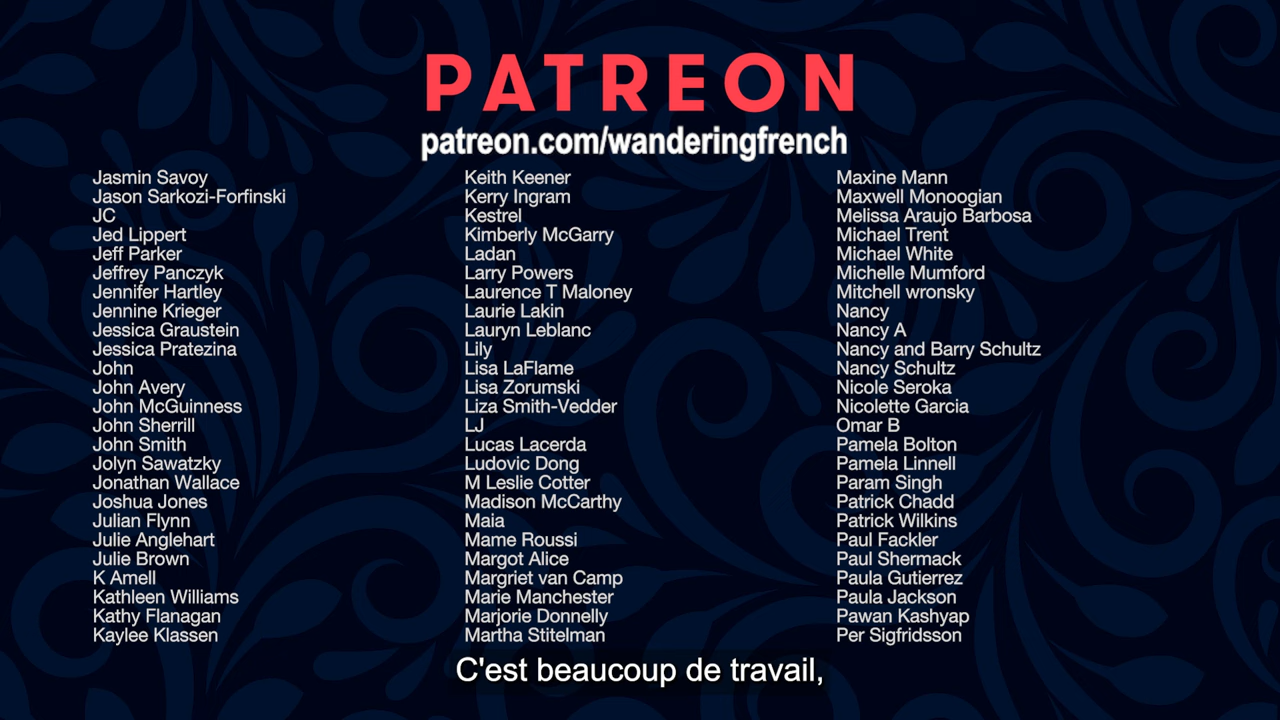 PATREON
patreon.com/wanderingfrench
Jasmin Savoy
Jason Sarkozi-Forfinski
JC
Jed Lippert
Jeff Parker
Jeffrey Panczyk
Jennifer Hartley
Jennine Krieger
Jessica Graustein
Jessica Pratezina
John
John Avery
John McGuinness
John Sherrill
John Smith
Jolyn Sawatzky
Jonathan Wallace
Joshua Jones
Julian Flynn
Julie Anglehart
Julie Brown
K Amell
Kathleen Williams
Kathy Flanagan
Kaylee Klassen
Keith Keener
Kerry Ingram
Kestrel
Kimberly McGarry
Ladan
Larry Powers
Laurence T Maloney
Laurie Lakin
Lauryn Leblanc
Lily
Lisa LaFlame
Lisa Zorumski
Liza Smith-Vedder
LJ
Lucas Lacerda
Ludovic Dong
M Leslie Cotter
Madison McCarthy
Maia
Mame Roussi
Margot Alice
Margriet van Camp
Marie Manchester
Marjorie Donnelly
Martha Stitelman
Maxine Mann
Maxwell Monoogian
Melissa Araujo Barbosa
Michael Trent
Michael White
Michelle Mumford
Mitchell wronsky
Nancy
Nancy A
Nancy and Barry Schultz
Nancy Schultz
Nicole Seroka
Nicolette Garcia
Omar B
Pamela Bolton
Pamela Linnell
Param Singh
Patrick Chadd
Patrick Wilkins
Paul Fackler
Paul Shermack
Paula Gutierrez
Paula Jackson
Pawan Kashyap
Per Sigfridsson
C'est beaucoup de travail,